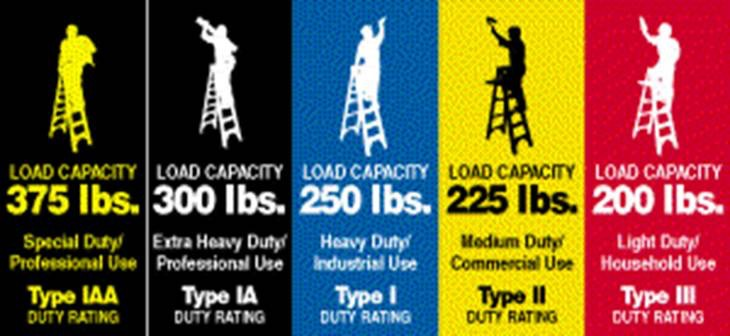 LOAD CAPACITY
375 lbs.
Special Duty/
Professional Use
Type IAA
DUTY RATING
LOAD CAPACITY
300 lbs.
Extra Heavy Duty/
Professional Use
Type IA
DUTY RATING
LOAD CAPACITY
250 lbs.
Heavy Duty/
Industrial Use
Type I
DUTY RATING
LOAD CAPACITY
225 lbs.
Medium Duty/
Commercial Use
Type II
DUTY RATING
LOAD CAPACITY
200 lbs.
Light Duty/
Household Use
Type III
DUTY RATING